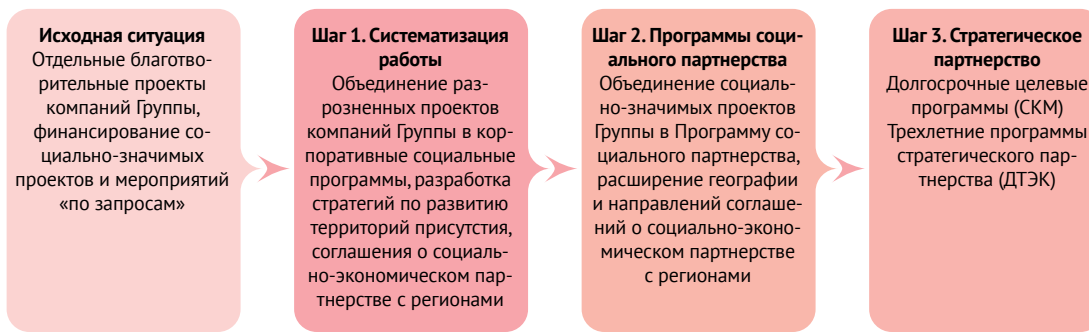 Исходная ситуация
Отдельные благотво-
рительные проекты
компаний Группы,
финансирование со-
циально-значимых
проектов и мероприятий
«по запросам»
Шаг 1. Систематизация
работы
Объединение раз-
розненных проектов
компаний Группы в кор-
поративные социальные
программы, разработка
стратегий по развитию
территорий присутстия,
соглашения о социаль-
но-экономическом пар-
тнерстве с регионами
Шаг 2. Программы соци-
ального партнерства
Объединение социаль-
но-значимых проектов
Группы в Программу со-
циального партнерства,
расширение географии
и направлений соглаше-
ний о социально-эконо-
мическом партнерстве
с регионами
Шаг 3. Стратегическое
партнерство
Долгосрочные целевые
программы (СКМ)
Трехлетние программы
стратегического пар-
тнерства (ДТЭК)